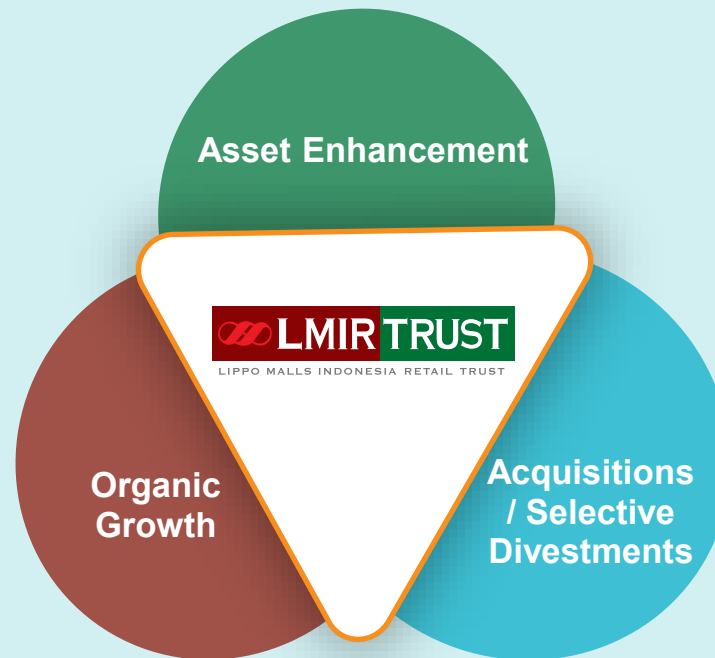 Asset Enhancement
LMIR TRUST
LIPPO MALLS INDONESIA RETAIL TRUST
Organic
Growth
Acquisitions
/ Selective
Divestments